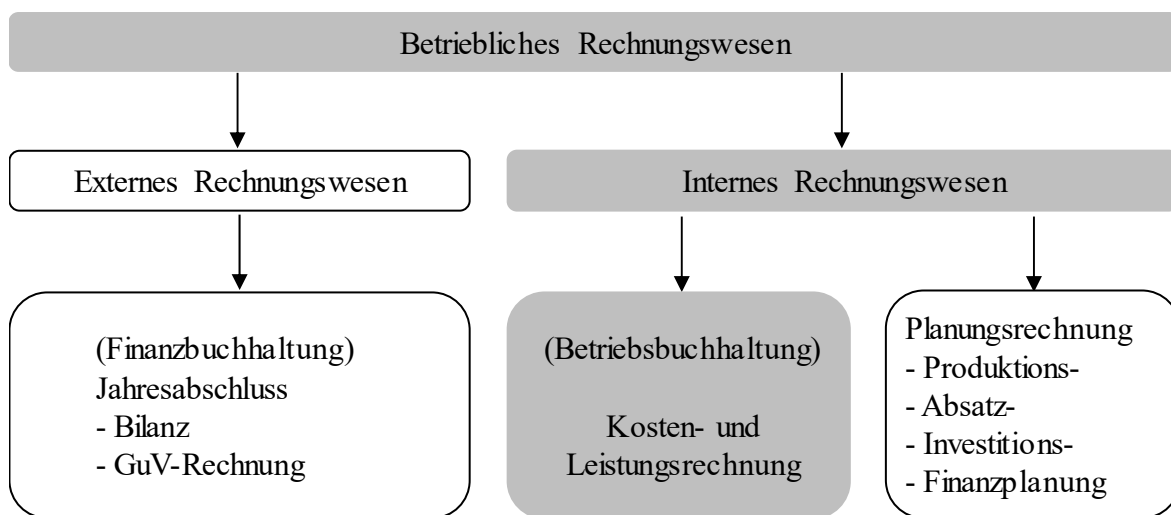 Betriebliches Rechnungswesen
Externes Rechnungswesen
Internes Rechnungswesen
(Finanzbuchhaltung)
Jahresabschluss
- Bilanz
- GuV-Rechnung
(Betriebsbuchhaltung)
Kosten- und
Leistungsrechnung
Planungsrechnung
- Produktions-
- Absatz-
- Investitions-
- Finanzplanung